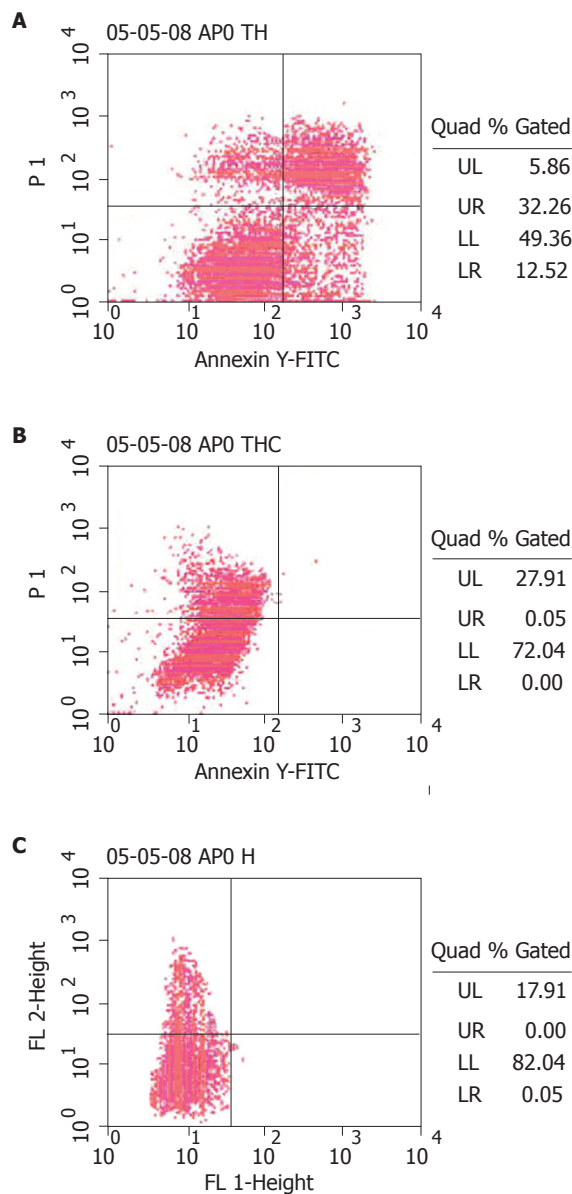 A
05-05-08 AP0 TH
10^4
10^3
10^2
10^1
10^0
P 1
10^0 10^1 10^2 10^3 10^4
Annexin Y-FITC
Quad % Gated
UL 5.86
UR 32.26
LL 49.36
LR 12.52
B
05-05-08 AP0 THC
10^4
10^3
10^2
10^1
10^0
P 1
10^0 10^1 10^2 10^3 10^4
Annexin Y-FITC
Quad % Gated
UL 27.91
UR 0.05
LL 72.04
LR 0.00
C
05-05-08 AP0 H
10^4
10^3
10^2
10^1
10^0
FL 2-Height
10^0 10^1 10^2 10^3 10^4
FL 1-Height
Quad % Gated
UL 17.91
UR 0.00
LL 82.04
LR 0.05